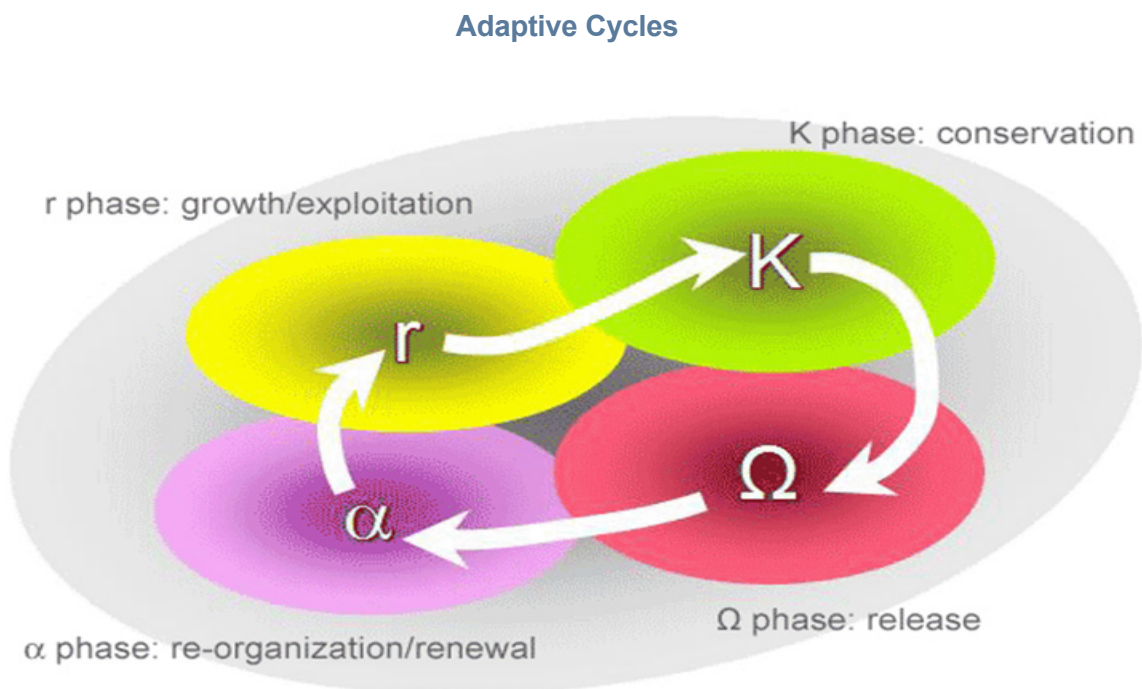 Adaptive Cycles
K phase: conservation
r phase: growth/exploitation
K
r
Ω
α
Ω phase: release
α phase: re-organization/renewal